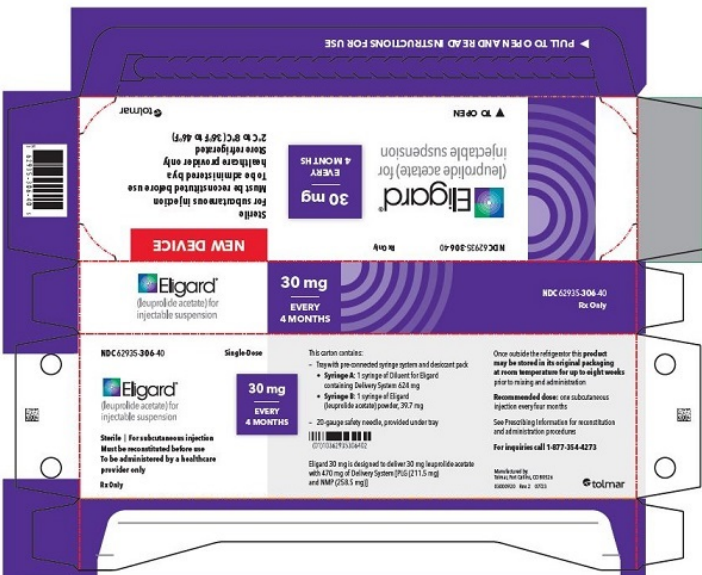 ▶ PULL TO OPEN AND READ INSTRUCTIONS FOR USE
▼ TO OPEN
tolmar
NDC 62935-306-40
Rx Only
Eligard®
(leuprolide acetate) for
injectable suspension
30 mg
EVERY
4 MONTHS
NEW DEVICE
Sterile
For subcutaneous injection
Must be reconstituted before use
To be administered by a
healthcare provider only
Store refrigerated
2°C to 8°C (36°F to 46°F)
Eligard®
(leuprolide acetate) for
injectable suspension
30 mg
EVERY
4 MONTHS
NDC 62935-306-40
Rx Only
NDC 62935-306-40
Single-Dose
Eligard®
(leuprolide acetate) for
injectable suspension
30 mg
EVERY
4 MONTHS
Sterile | For subcutaneous injection
Must be reconstituted before use
To be administered by a healthcare
provider only
Rx Only
This carton contains:
– Tray with pre-connected syringe system and desiccant pack
• Syringe A: 1 syringe of Diluent for Eligard
containing Delivery System 624 mg
• Syringe B: 1 syringe of Eligard
(leuprolide acetate) powder, 39.7 mg
– 20-gauge safety needle, provided under tray
(01)10362935306402
Eligard 30 mg is designed to deliver 30 mg leuprolide acetate
with 470 mg of Delivery System [PLG (211.5 mg)
and NMP (258.5 mg)]
Once outside the refrigerator this product
may be stored in its original packaging
at room temperature for up to eight weeks
prior to mixing and administration
Recommended dose: one subcutaneous
injection every four months
See Prescribing Information for reconstitution
and administration procedures
For inquiries call 1-877-354-4273
Manufactured by
Tolmar, Fort Collins, CO 80526
Rev. 2 07/23
tolmar